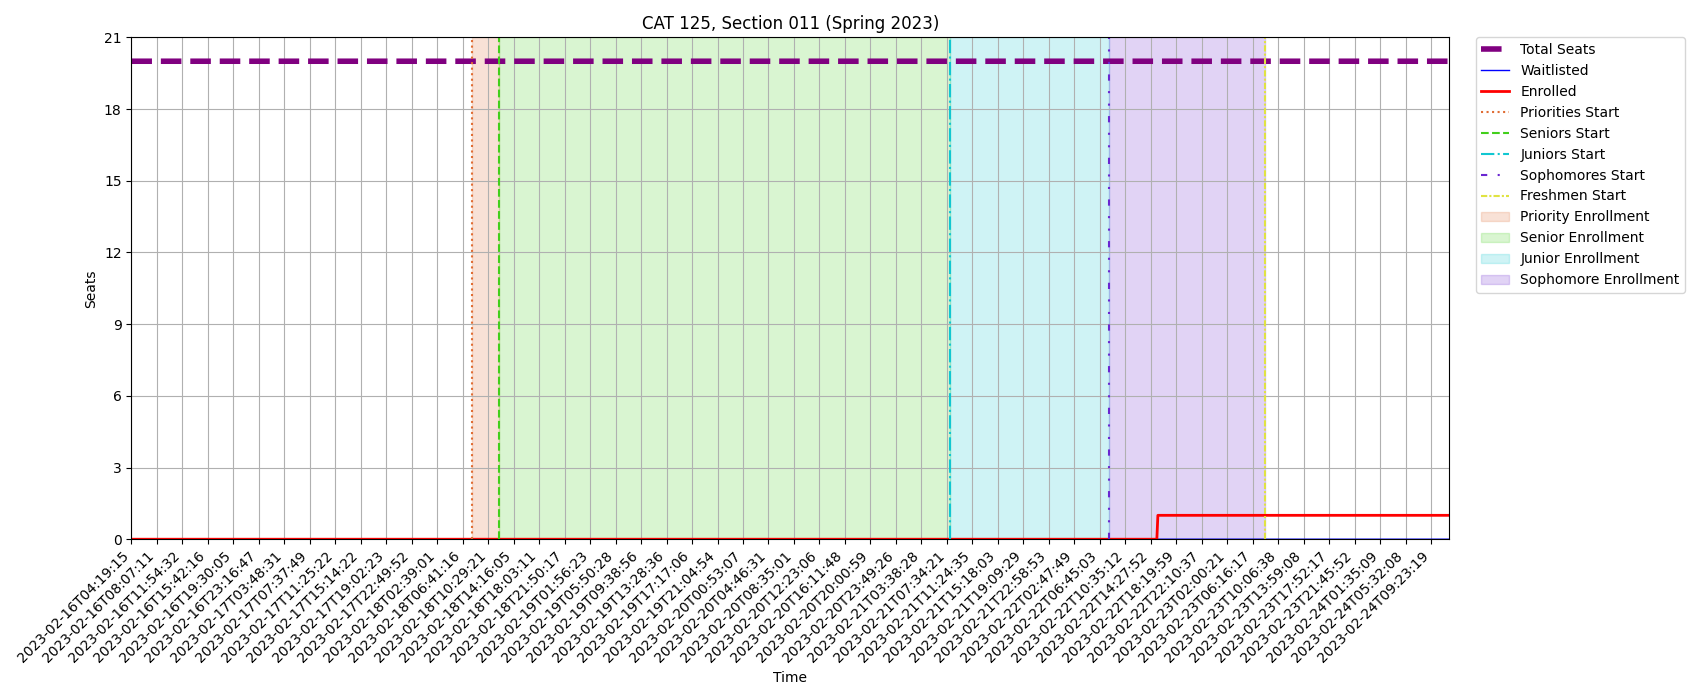 CAT 125, Section 011 (Spring 2023)
21
18
15
12
9
6
3
0
Seats
2023-02-16T04:19:15
2023-02-16T08:07:11
2023-02-16T11:54:32
2023-02-16T15:42:16
2023-02-16T19:30:05
2023-02-16T23:16:47
2023-02-17T03:48:31
2023-02-17T07:37:49
2023-02-17T11:25:22
2023-02-17T15:14:22
2023-02-17T19:02:23
2023-02-17T22:49:52
2023-02-18T02:39:01
2023-02-18T06:41:16
2023-02-18T10:29:21
2023-02-18T14:16:05
2023-02-18T18:03:11
2023-02-18T21:50:17
2023-02-19T01:56:23
2023-02-19T05:50:28
2023-02-19T09:38:56
2023-02-19T13:28:36
2023-02-19T17:17:06
2023-02-19T21:04:54
2023-02-20T00:53:07
2023-02-20T04:46:31
2023-02-20T08:35:01
2023-02-20T12:23:06
2023-02-20T16:11:48
2023-02-20T20:00:59
2023-02-20T23:49:26
2023-02-21T03:38:28
2023-02-21T07:34:21
2023-02-21T11:24:35
2023-02-21T15:18:03
2023-02-21T19:09:29
2023-02-21T22:58:53
2023-02-22T02:47:49
2023-02-22T06:45:03
2023-02-22T10:35:12
2023-02-22T14:27:52
2023-02-22T18:19:59
2023-02-22T22:10:37
2023-02-23T02:00:21
2023-02-23T06:16:17
2023-02-23T10:06:38
2023-02-23T13:59:08
2023-02-23T17:52:17
2023-02-23T21:45:52
2023-02-24T01:35:09
2023-02-24T05:32:08
2023-02-24T09:23:19
Time
Total Seats
Waitlisted
Enrolled
Priorities Start
Seniors Start
Juniors Start
Sophomores Start
Freshmen Start
Priority Enrollment
Senior Enrollment
Junior Enrollment
Sophomore Enrollment